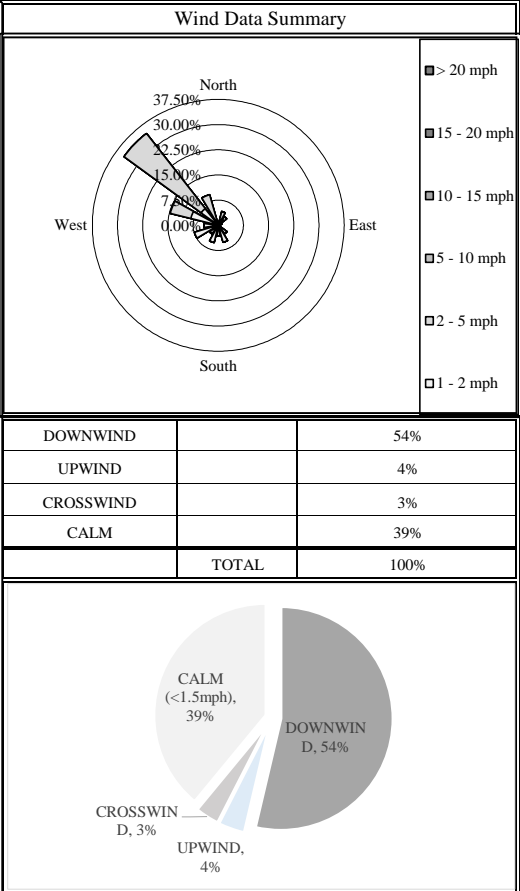 Wind Data Summary
North
37.50%
30.00%
22.50%
15.00%
7.50%
0.00%
West
East
South
> 20 mph
15 - 20 mph
10 - 15 mph
5 - 10 mph
2 - 5 mph
1 - 2 mph
DOWNWIND 54%
UPWIND 4%
CROSSWIND 3%
CALM 39%
TOTAL 100%
CALM
(<1.5mph),
39%
DOWNWIN
D, 54%
CROSSWIN
D, 3%
UPWIND,
4%